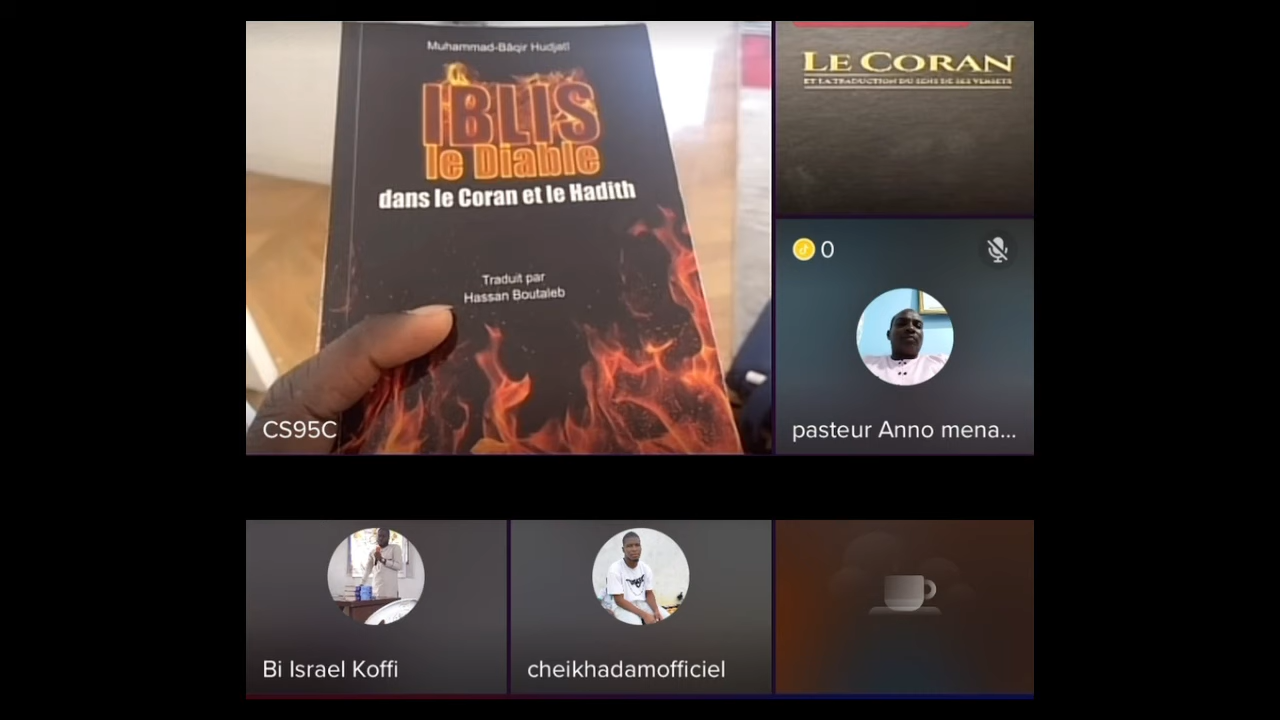 Muhammad-Bâqir Hudjatî
IBLIS
le Diable
dans le Coran et le Hadith
Traduit par
Hassan Boutaleb
CS95C
LE CORAN
ET LA TRADUCTION DU SENS DE SES VERSETS
0
pasteur Anno mena...
Bi Israel Koffi
cheikhadamofficiel